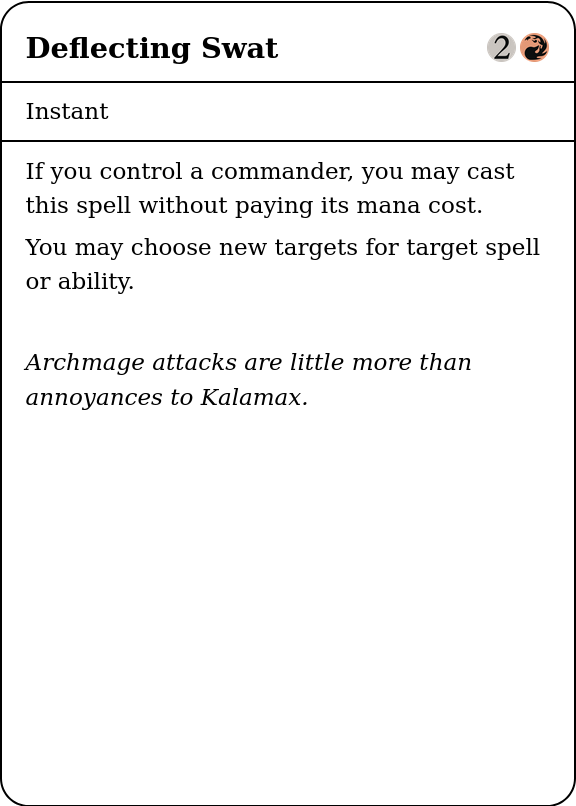 Deflecting Swat 2
Instant
If you control a commander, you may cast
this spell without paying its mana cost.
You may choose new targets for target spell
or ability.
Archmage attacks are little more than
annoyances to Kalamax.